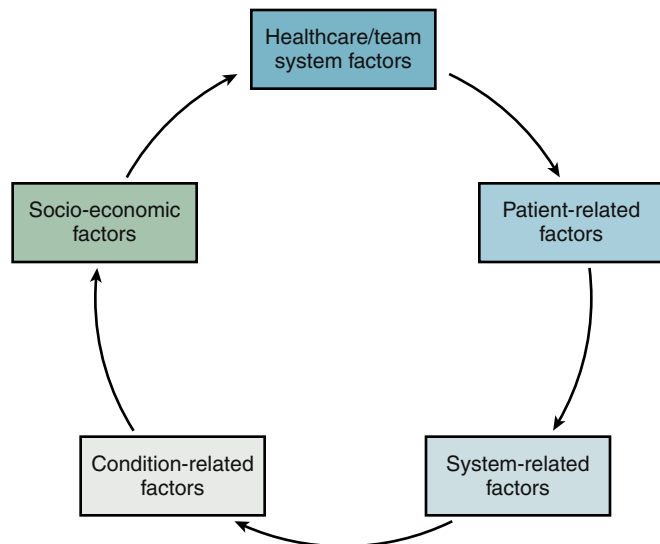 Healthcare/team
system factors
Patient-related
factors
System-related
factors
Condition-related
factors
Socio-economic
factors